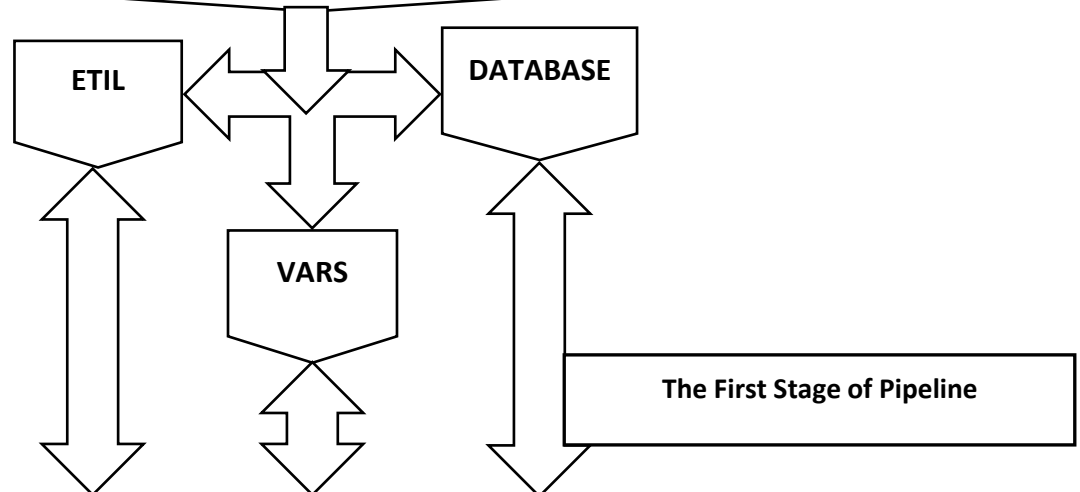 ETIL
DATABASE
VARS
The First Stage of Pipeline